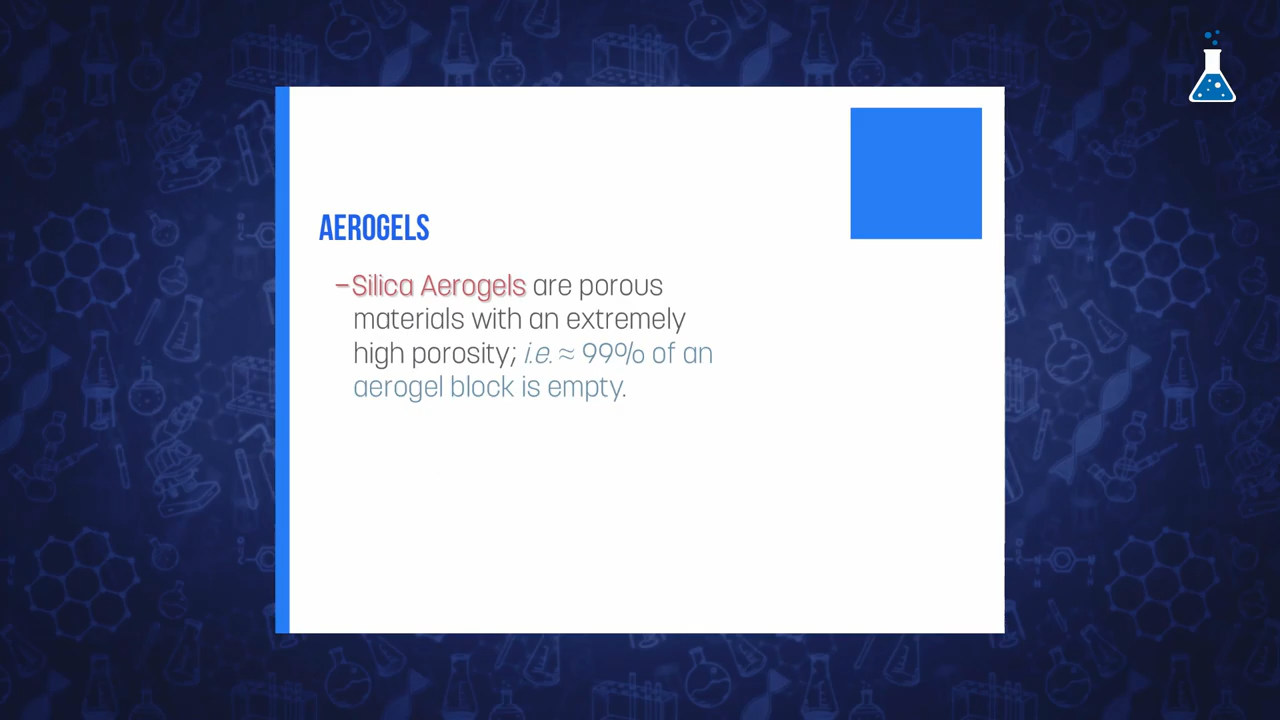 AEROGELS
–Silica Aerogels are porous
materials with an extremely
high porosity; i.e. ≈ 99% of an
aerogel block is empty.